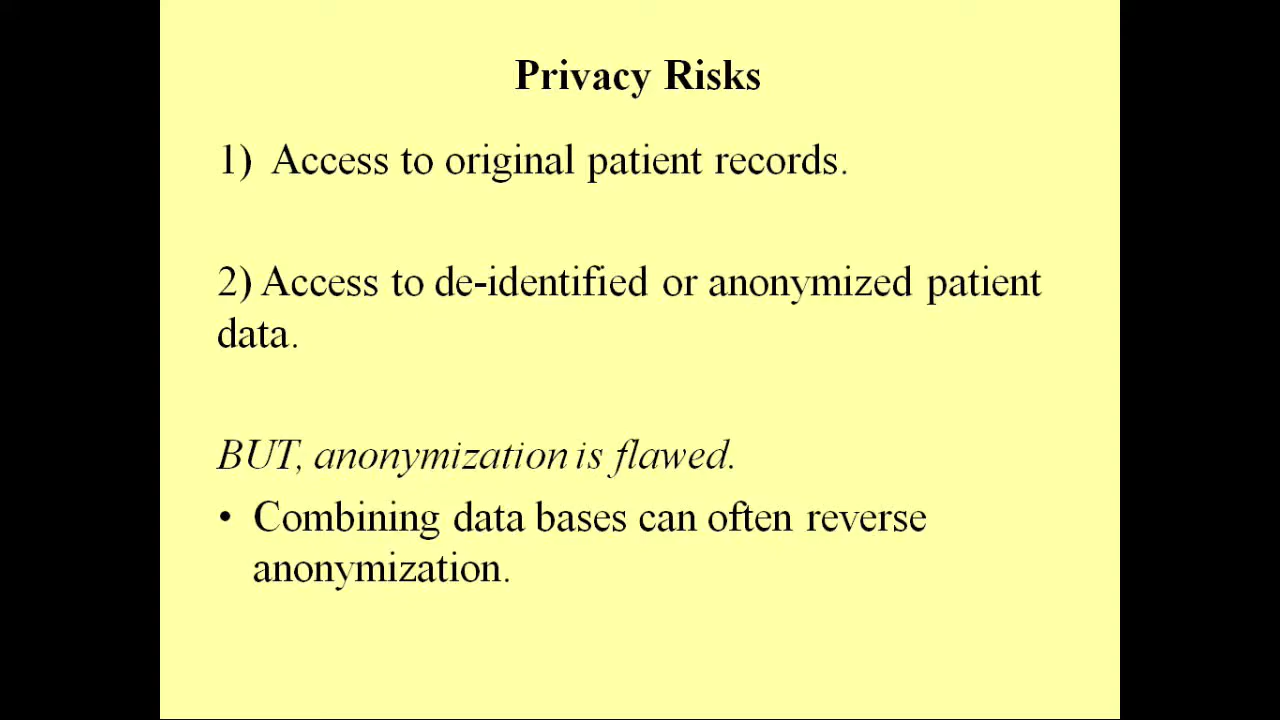 Privacy Risks
1) Access to original patient records.
2) Access to de-identified or anonymized patient
data.
BUT, anonymization is flawed.
• Combining data bases can often reverse
anonymization.